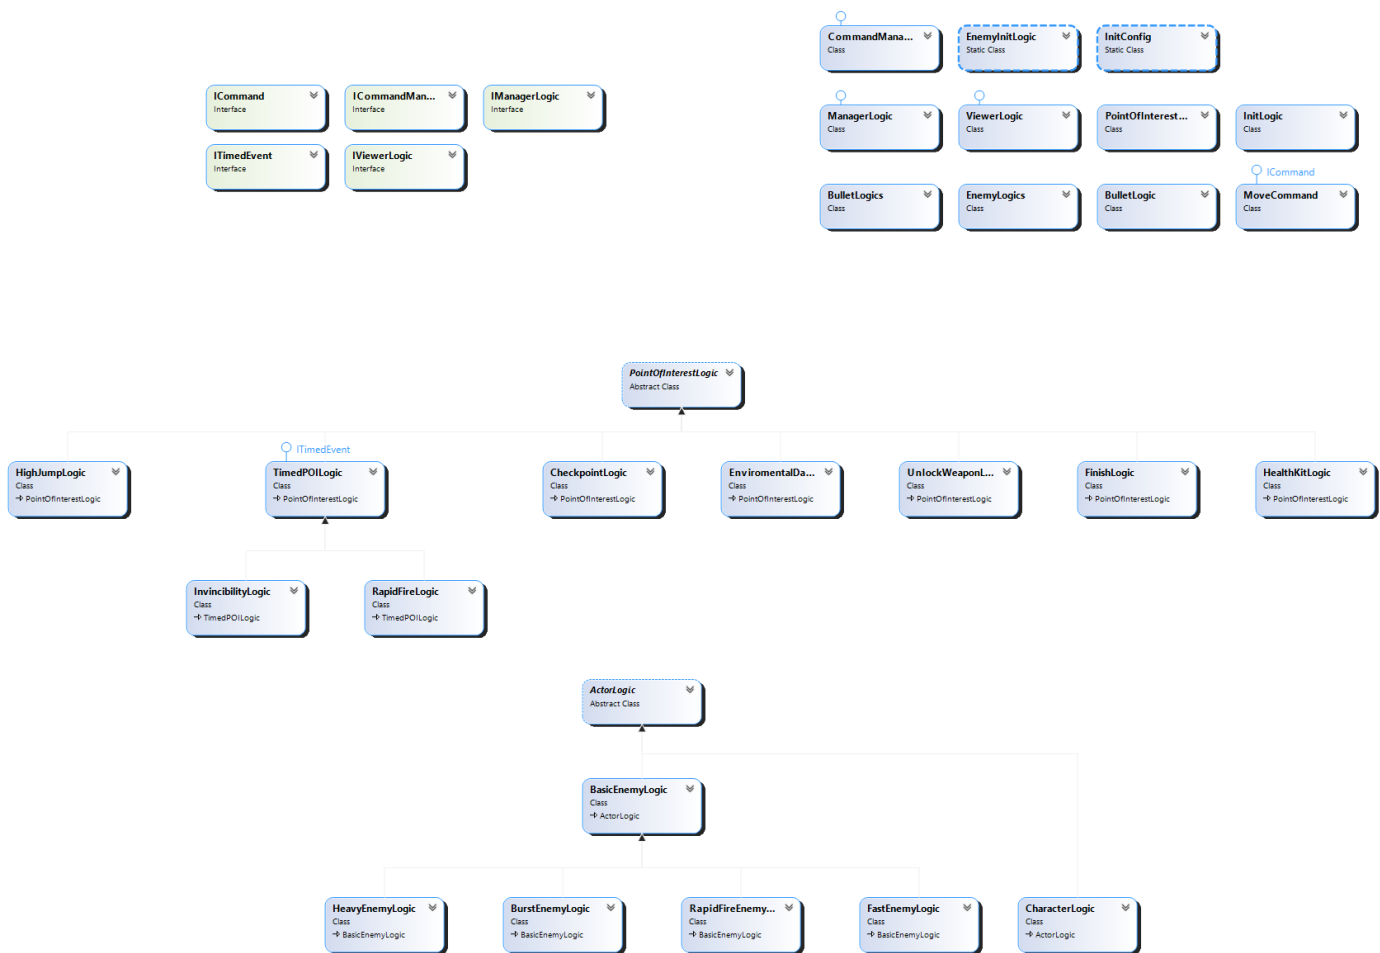 CommandMana...
Class
EnemyInitLogic
Static Class
InitConfig
Static Class
ICommand
Interface
ICommandMan...
Interface
IManagerLogic
Interface
ManagerLogic
Class
ViewerLogic
Class
PointOfInterest...
Class
InitLogic
Class
ITimedEvent
Interface
IViewerLogic
Interface
ICommand
BulletLogics
Class
EnemyLogics
Class
BulletLogic
Class
MoveCommand
Class
PointOfInterestLogic
Abstract Class
ITimedEvent
HighJumpLogic
Class
PointOfInterestLogic
TimedPOILogic
Class
PointOfInterestLogic
CheckpointLogic
Class
PointOfInterestLogic
EnviromentalDa...
Class
PointOfInterestLogic
UnlockWeaponL...
Class
PointOfInterestLogic
FinishLogic
Class
PointOfInterestLogic
HealthKitLogic
Class
PointOfInterestLogic
InvincibilityLogic
Class
TimedPOILogic
RapidFireLogic
Class
TimedPOILogic
ActorLogic
Abstract Class
BasicEnemyLogic
Class
ActorLogic
HeavyEnemyLogic
Class
BasicEnemyLogic
BurstEnemyLogic
Class
BasicEnemyLogic
RapidFireEnemy...
Class
BasicEnemyLogic
FastEnemyLogic
Class
BasicEnemyLogic
CharacterLogic
Class
ActorLogic